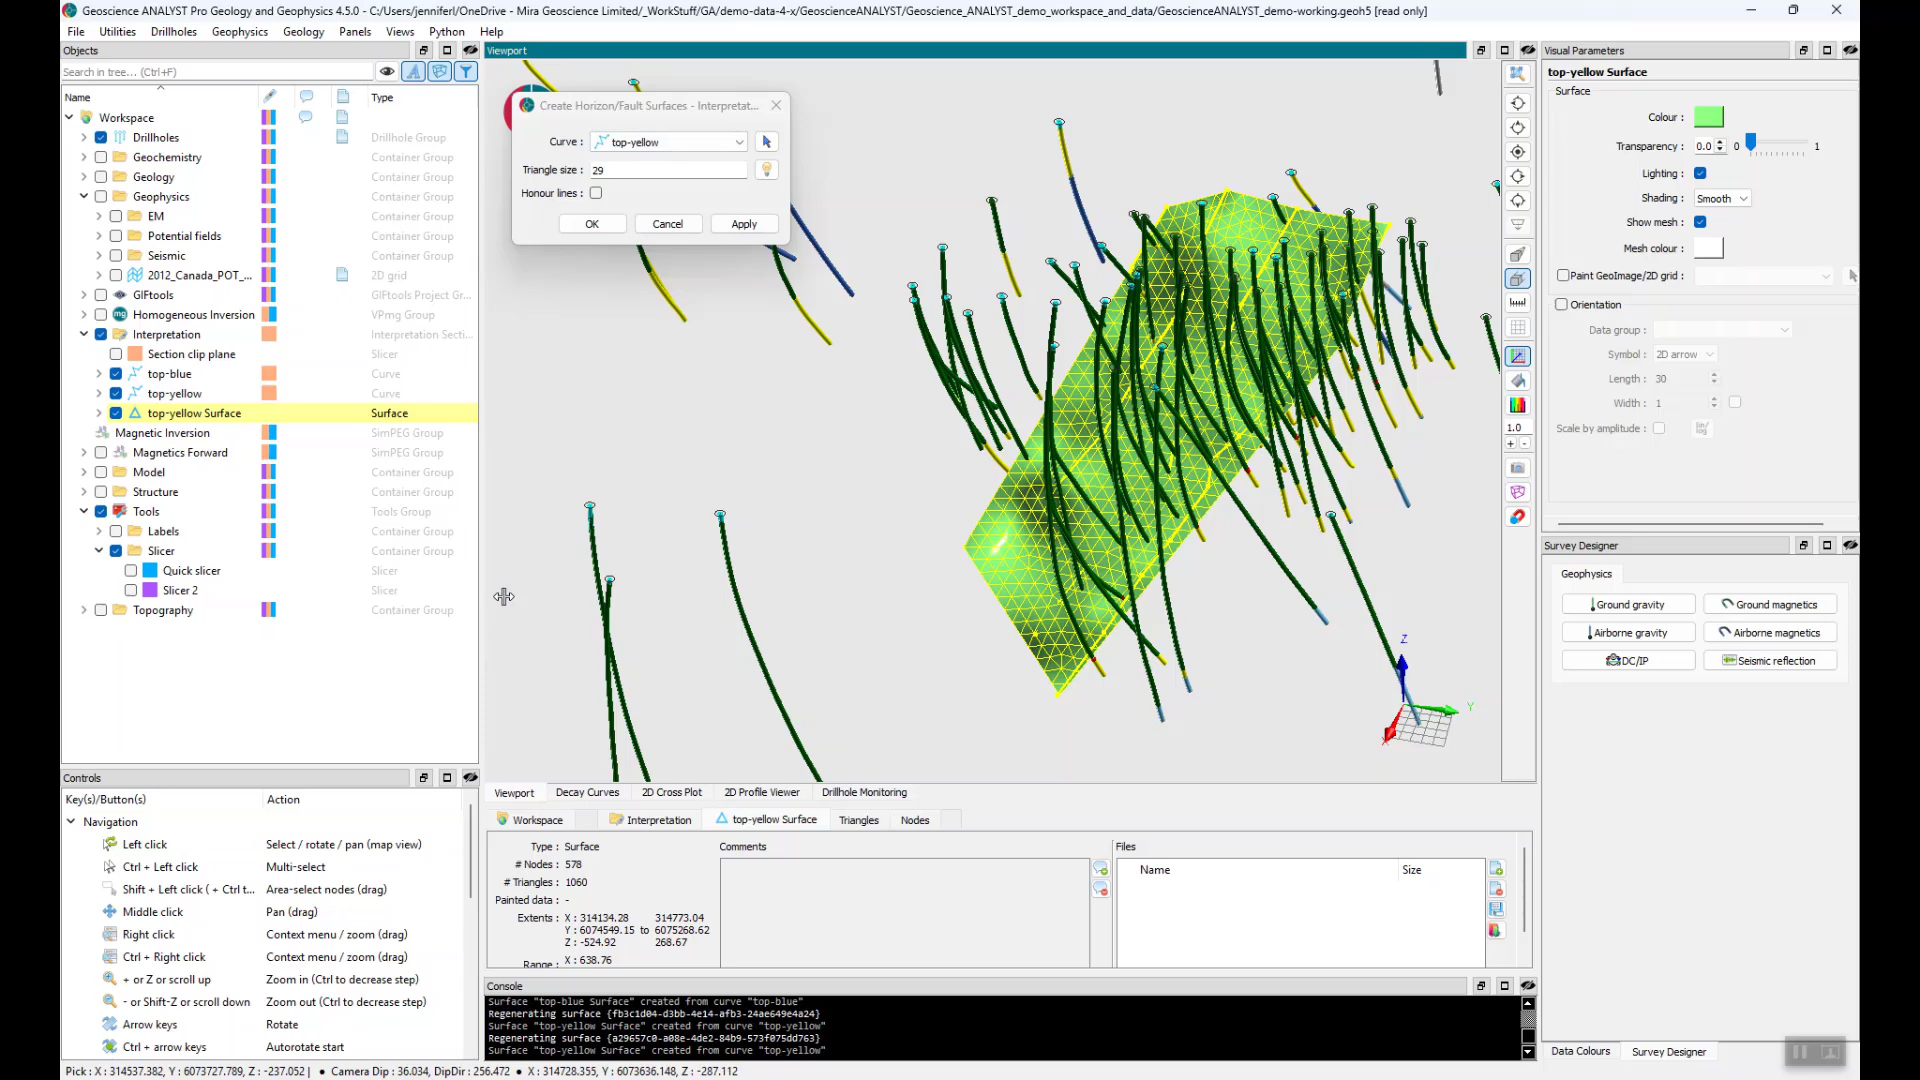 Geoscience ANALYST Pro Geology and Geophysics 4.5.0 - C:/Users/jenniferl/OneDrive - Mira Geoscience Limited/_WorkStuff/GA/demo-data-4-x/GeoscienceANALYST/Geoscience_ANALYST_demo_workspace_and_data/GeoscienceANALYST_demo-working.geoh5 [read only]
File Utilities Drillholes Geophysics Geology Panels Views Python Help
Objects
Search in tree... (Ctrl+F)
Name Type
Workspace
Drillholes Drillhole Group
Geochemistry Container Group
Geology Container Group
Geophysics Container Group
EM Container Group
Potential fields Container Group
Seismic Container Group
2012_Canada_POT_... 2D grid
GIFtools GIFtools Project Gr...
Homogeneous Inversion VPmg Group
Interpretation Interpretation Secti...
Section clip plane Slicer
top-blue Curve
top-yellow Curve
top-yellow Surface Surface
Magnetic Inversion SimPEG Group
Magnetics Forward SimPEG Group
Model Container Group
Structure Container Group
Tools Tools Group
Labels Container Group
Slicer Container Group
Quick slicer Slicer
Slicer 2 Slicer
Topography Container Group
Controls
Key(s)/Button(s) Action
Navigation
Left click Select / rotate / pan (map view)
Ctrl + Left click Multi-select
Shift + Left click ( + Ctrl t... Area-select nodes (drag)
Middle click Pan (drag)
Right click Context menu / zoom (drag)
Ctrl + Right click Context menu / zoom (drag)
+ or Z or scroll up Zoom in (Ctrl to decrease step)
- or Shift-Z or scroll down Zoom out (Ctrl to decrease step)
Arrow keys Rotate
Ctrl + arrow keys Autorotate start
Viewport
Create Horizon/Fault Surfaces - Interpretat...
Curve : top-yellow
Triangle size : 29
Honour lines :
OK Cancel Apply
Z
Y
X
1.0
+ -
Viewport Decay Curves 2D Cross Plot 2D Profile Viewer Drillhole Monitoring
Workspace Interpretation top-yellow Surface Triangles Nodes
Type : Surface
# Nodes : 578
# Triangles : 1060
Painted data : -
Extents : X : 314134.28 314773.04
Y : 6074549.15 to 6075268.62
Z : -524.92 268.67
Range : X : 638.76
Comments
Files
Name Size
Console
Surface "top-blue Surface" created from curve "top-blue"
Regenerating surface {fb3c1d04-d3bb-4e14-afb3-24ae649e4a24}
Surface "top-yellow Surface" created from curve "top-yellow"
Regenerating surface {a29657c0-a08e-4de2-84b9-573f075dd763}
Surface "top-yellow Surface" created from curve "top-yellow"
Visual Parameters
top-yellow Surface
Surface
Colour :
Transparency : 0.0 0 1
Lighting :
Shading : Smooth
Show mesh :
Mesh colour :
Paint GeoImage/2D grid :
Orientation
Data group :
Symbol : 2D arrow
Length : 30
Width : 1
Scale by amplitude : lin/log
Survey Designer
Geophysics
Ground gravity Ground magnetics
Airborne gravity Airborne magnetics
DC/IP Seismic reflection
Data Colours Survey Designer
Pick : X : 314537.382, Y : 6073727.789, Z : -237.052 | ● Camera Dip : 36.034, DipDir : 256.472 ● X : 314728.355, Y : 6073636.148, Z : -287.112